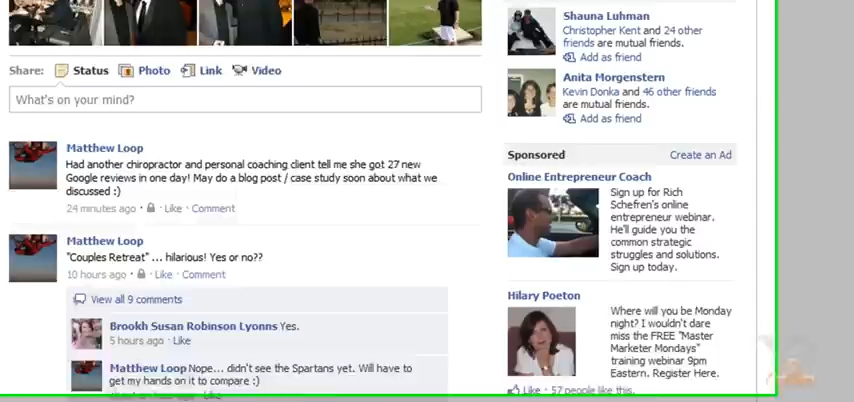 Share: Status Photo Link Video
What's on your mind?
Matthew Loop
Had another chiropractor and personal coaching client tell me she got 27 new
Google reviews in one day! May do a blog post / case study soon about what we
discussed :)
24 minutes ago · Like · Comment
Matthew Loop
"Couples Retreat" ... hilarious! Yes or no??
10 hours ago · Like · Comment
View all 9 comments
Brookh Susan Robinson Lyonns Yes.
5 hours ago · Like
Matthew Loop Nope... didn't see the Spartans yet. Will have to
get my hands on it to compare :)
Shauna Luhman
Christopher Kent and 24 other
friends are mutual friends.
Add as friend
Anita Morgenstern
Kevin Donka and 46 other friends
are mutual friends.
Add as friend
Sponsored Create an Ad
Online Entrepreneur Coach
Sign up for Rich
Schefren's online
entrepreneur webinar.
He'll guide you the
common strategic
struggles and solutions.
Sign up today.
Hilary Poeton
Where will you be Monday
night? I wouldn't dare
miss the FREE "Master
Marketer Mondays"
training webinar 9pm
Eastern. Register Here.
Like · 57 people like this.